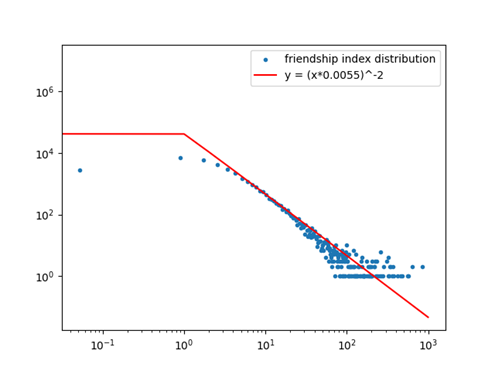 friendship index distribution
y = (x*0.0055)^-2
10^6
10^4
10^2
10^0
10^-1 10^0 10^1 10^2 10^3